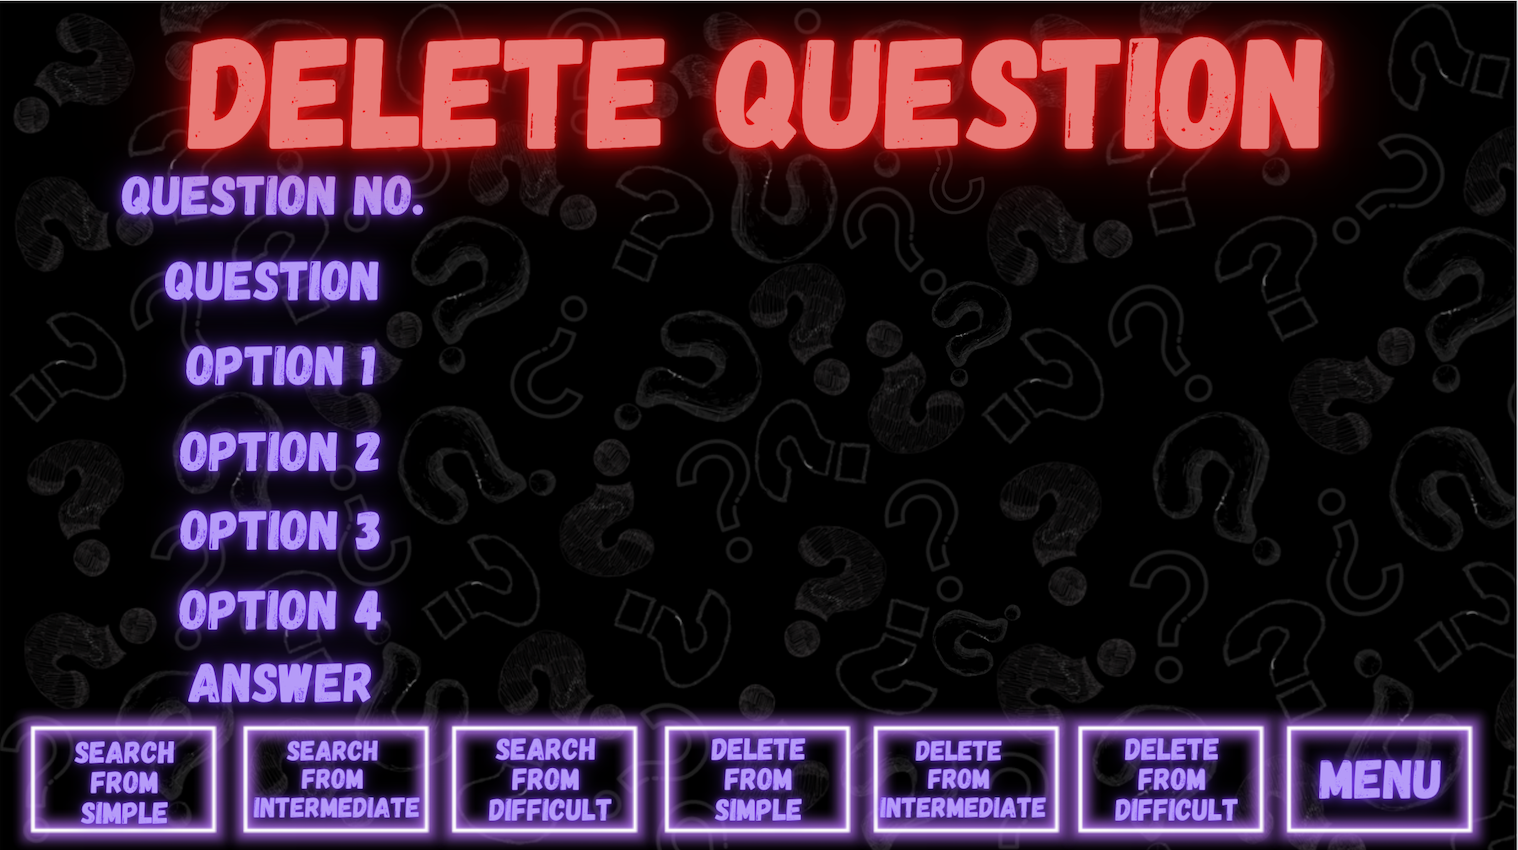 DELETE QUESTION
QUESTION NO.
QUESTION
OPTION 1
OPTION 2
OPTION 3
OPTION 4
ANSWER
SEARCH
FROM
SIMPLE
SEARCH
FROM
INTERMEDIATE
SEARCH
FROM
DIFFICULT
DELETE
FROM
SIMPLE
DELETE
FROM
INTERMEDIATE
DELETE
FROM
DIFFICULT
MENU